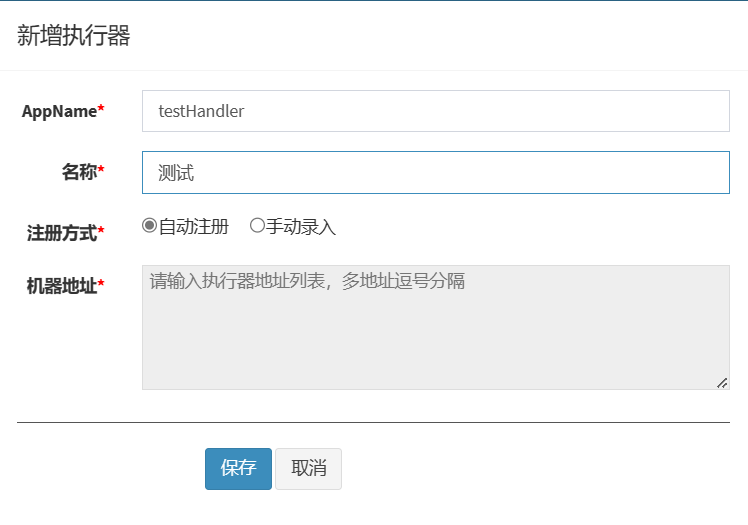 新增执行器
AppName*
testHandler
名称*
测试
注册方式*
自动注册 手动录入
机器地址*
请输入执行器地址列表，多地址逗号分隔
保存 取消